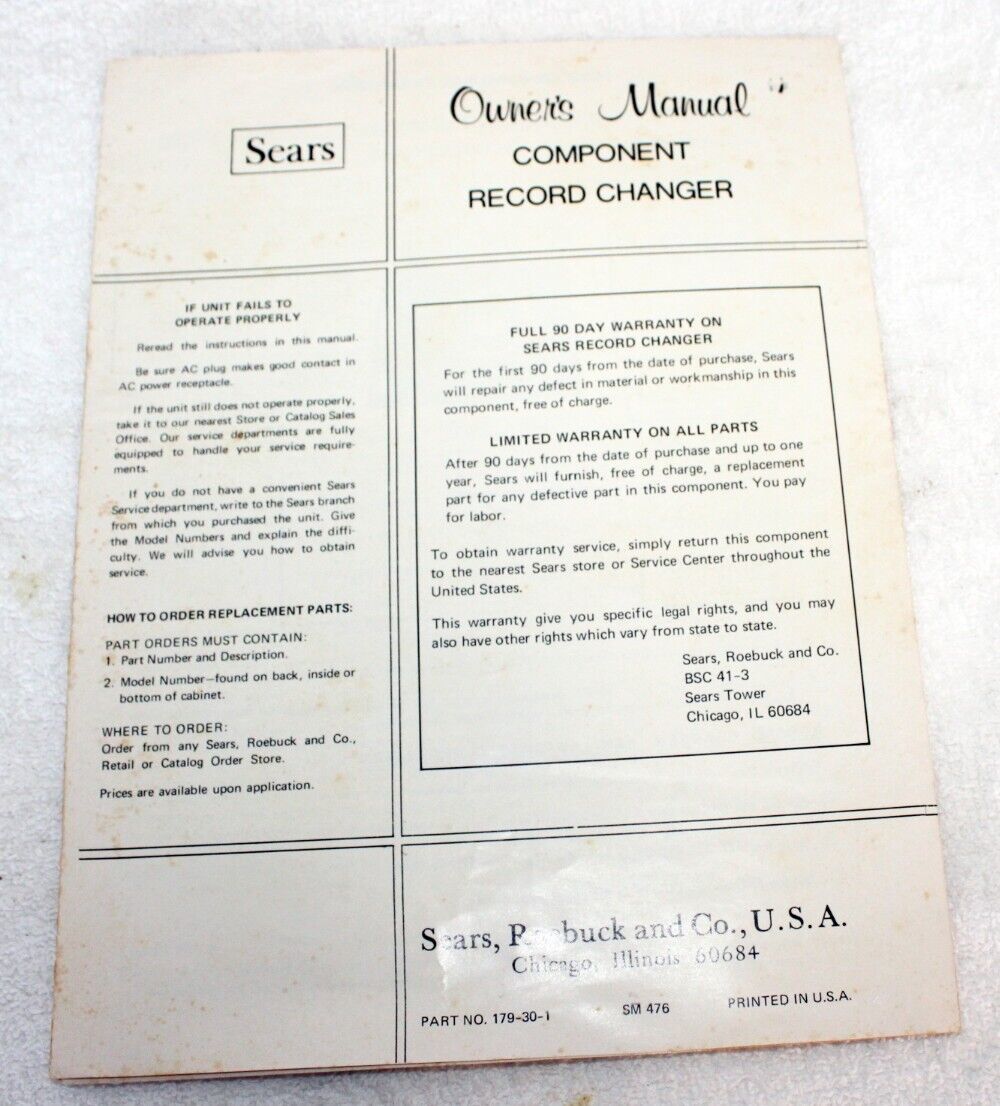 Sears
Owner's Manual
COMPONENT
RECORD CHANGER
IF UNIT FAILS TO
OPERATE PROPERLY
Reread the instructions in this manual.
Be sure AC plug makes good contact in
AC power receptacle.
If the unit still does not operate properly,
take it to our nearest Store or Catalog Sales
Office. Our service departments are fully
equipped to handle your service require-
ments.
If you do not have a convenient Sears
Service department, write to the Sears branch
from which you purchased the unit. Give
the Model Numbers and explain the diffi-
culty. We will advise you how to obtain
service.
HOW TO ORDER REPLACEMENT PARTS:
PART ORDERS MUST CONTAIN:
1. Part Number and Description.
2. Model Number—found on back, inside or
bottom of cabinet.
WHERE TO ORDER:
Order from any Sears, Roebuck and Co.,
Retail or Catalog Order Store.
Prices are available upon application.
FULL 90 DAY WARRANTY ON
SEARS RECORD CHANGER
For the first 90 days from the date of purchase, Sears
will repair any defect in material or workmanship in this
component, free of charge.
LIMITED WARRANTY ON ALL PARTS
After 90 days from the date of purchase and up to one
year, Sears will furnish, free of charge, a replacement
part for any defective part in this component. You pay
for labor.
To obtain warranty service, simply return this component
to the nearest Sears store or Service Center throughout the
United States.
This warranty give you specific legal rights, and you may
also have other rights which vary from state to state.
Sears, Roebuck and Co.
BSC 41-3
Sears Tower
Chicago, IL 60684
Sears, Roebuck and Co., U.S.A.
Chicago, Illinois 60684
PART NO. 179-30-1
SM 476
PRINTED IN U.S.A.